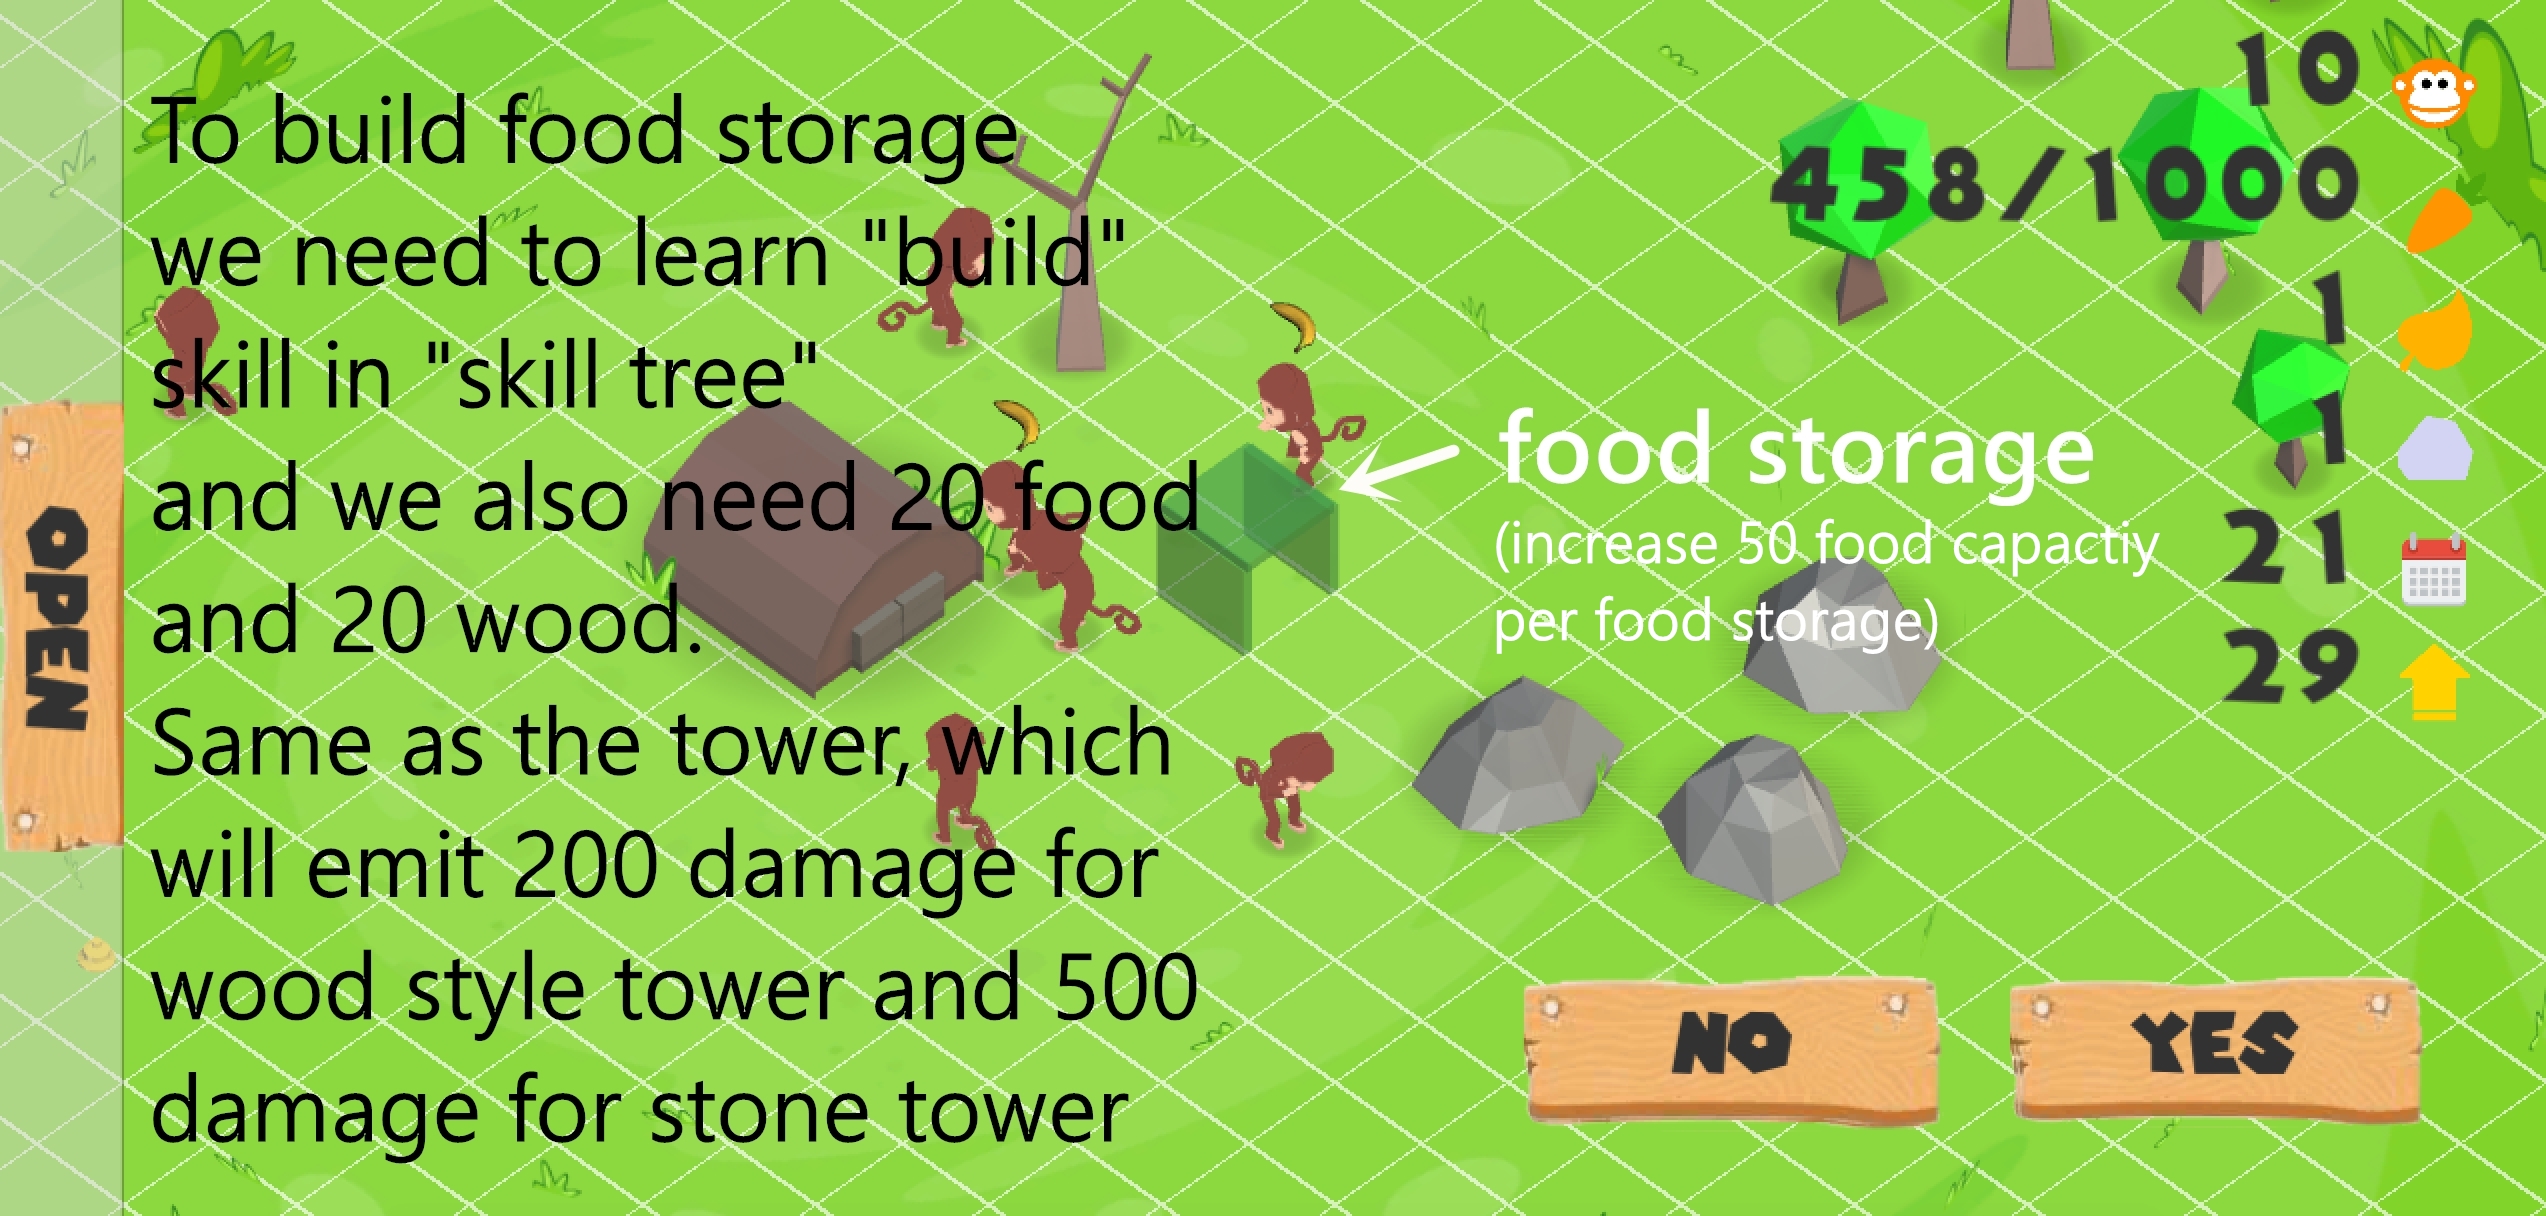 To build food storage
we need to learn "build"
skill in "skill tree"
and we also need 20 food
and 20 wood.
Same as the tower, which
will emit 200 damage for
wood style tower and 500
damage for stone tower
OPEN
food storage
(increase 50 food capactiy
per food storage)
10
458/1000
1
1
21
29
NO
YES